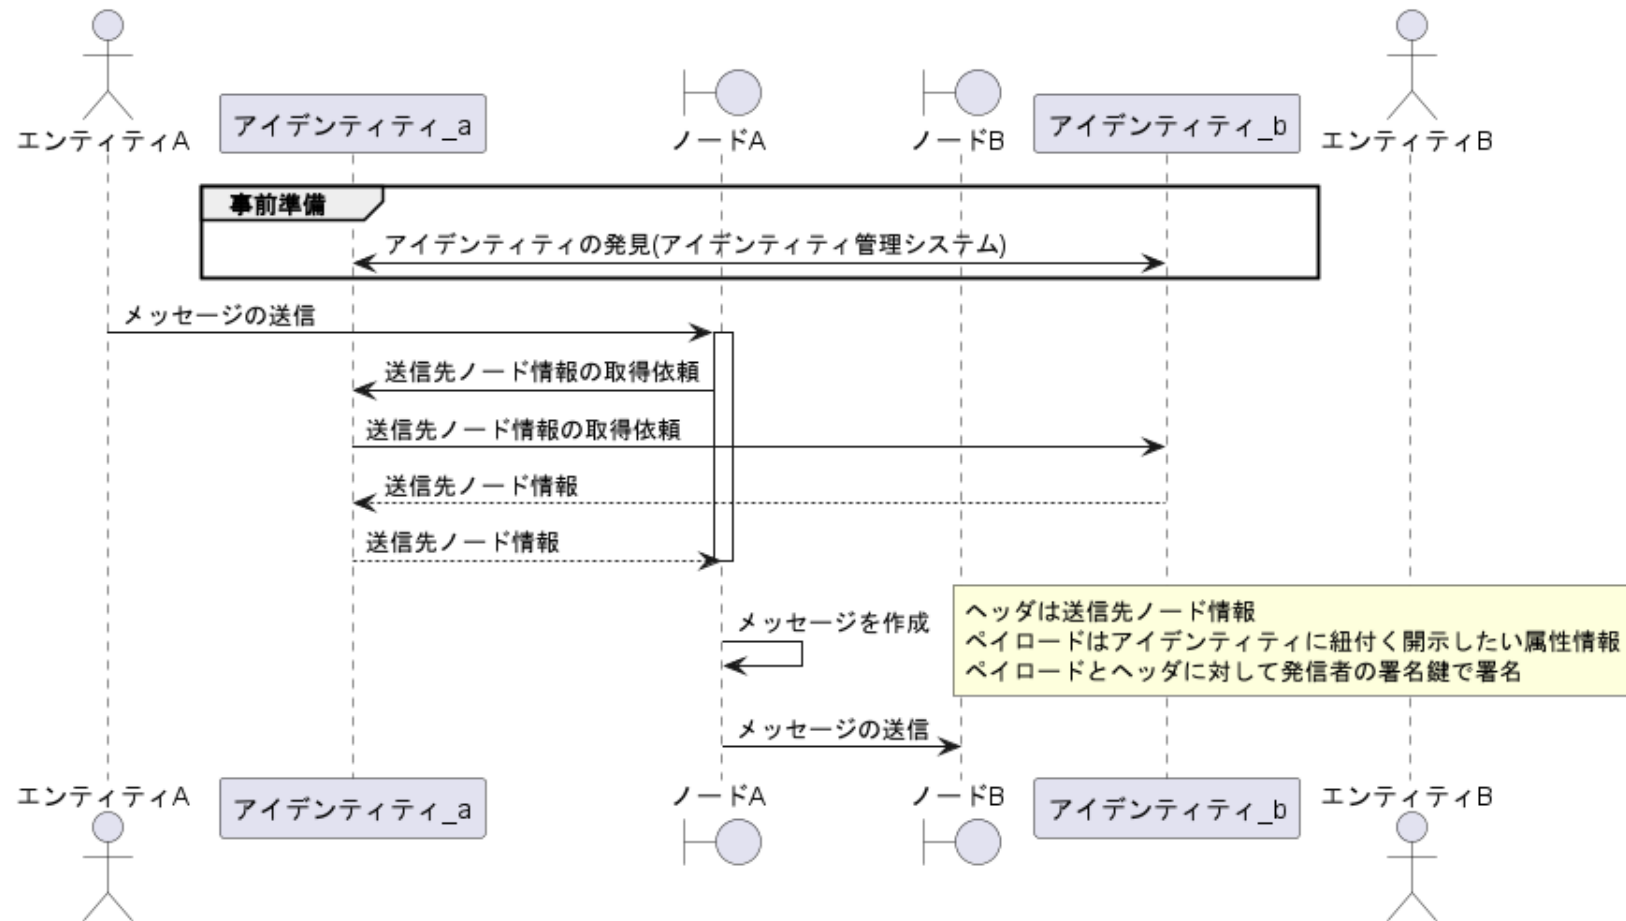 エンティティA
アイデンティティ_a
ノードA
ノードB
アイデンティティ_b
エンティティB
事前準備
アイデンティティの発見(アイデンティティ管理システム)
メッセージの送信
送信先ノード情報の取得依頼
送信先ノード情報の取得依頼
送信先ノード情報
送信先ノード情報
メッセージを作成
ヘッダは送信先ノード情報
ペイロードはアイデンティティに紐付く開示したい属性情報
ペイロードとヘッダに対して発信者の署名鍵で署名
メッセージの送信
エンティティA
アイデンティティ_a
ノードA
ノードB
アイデンティティ_b
エンティティB